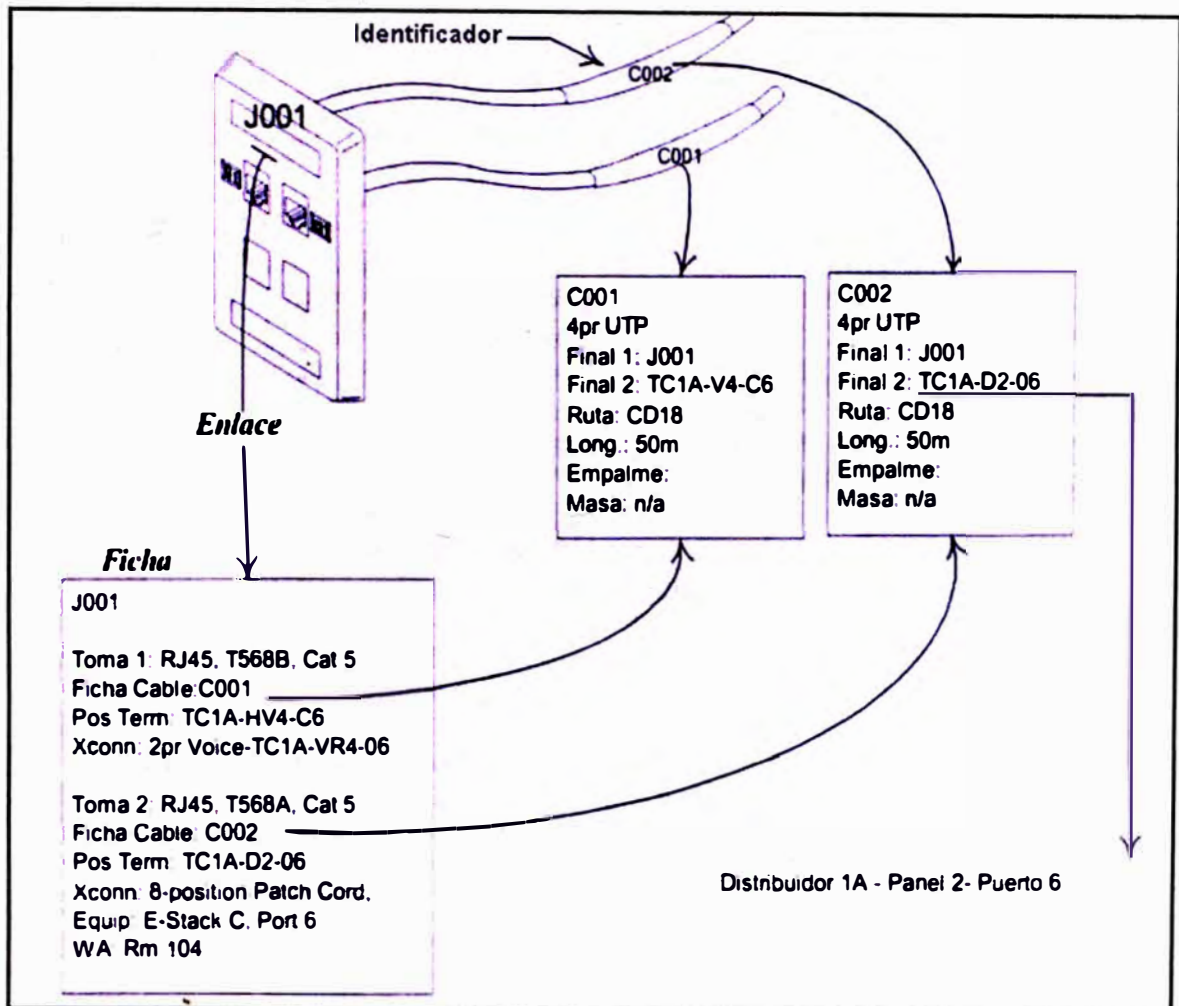 Identificador
C002
J001
C001
Enlace
C001
4pr UTP
Final 1: J001
Final 2: TC1A-V4-C6
Ruta: CD18
Long.: 50m
Empalme:
Masa: n/a
C002
4pr UTP
Final 1: J001
Final 2: TC1A-D2-06
Ruta: CD18
Long.: 50m
Empalme:
Masa: n/a
Ficha
J001
Toma 1: RJ45, T568B, Cat 5
Ficha Cable:C001
Pos Term: TC1A-HV4-C6
Xconn: 2pr Voice-TC1A-VR4-06
Toma 2: RJ45, T568A, Cat 5
Ficha Cable: C002
Pos Term: TC1A-D2-06
Xconn: 8-position Patch Cord,
Equip: E-Stack C, Port 6
WA: Rm 104
Distribuidor 1A - Panel 2- Puerto 6